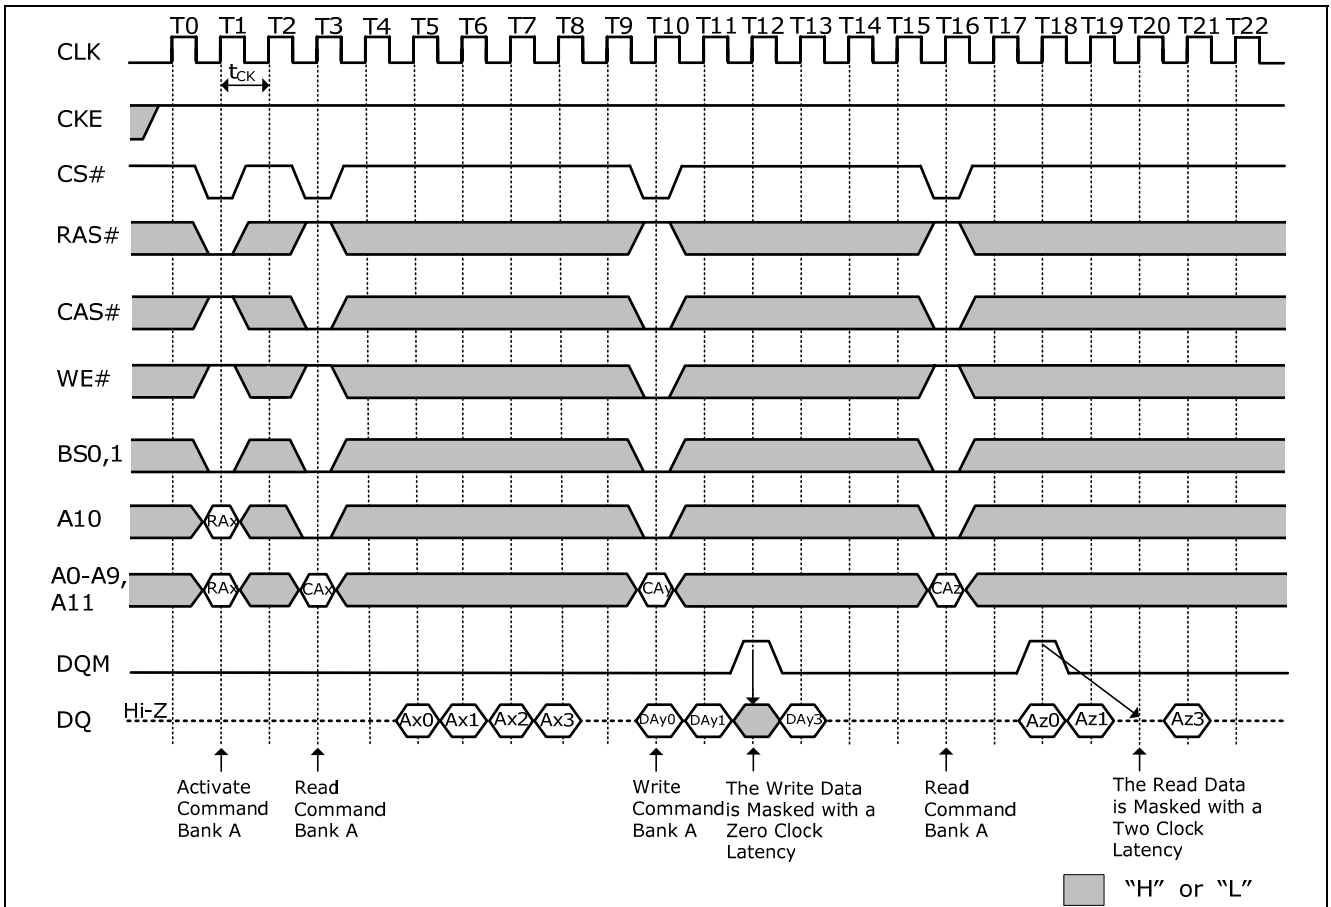 T0 T1 T2 T3 T4 T5 T6 T7 T8 T9 T10 T11 T12 T13 T14 T15 T16 T17 T18 T19 T20 T21 T22
CLK
tCK
CKE
CS#
RAS#
CAS#
WE#
BS0,1
A10
RAx
A0-A9,
A11
RAx CAx CAy CAz
DQM
DQ
Hi-Z
Ax0 Ax1 Ax2 Ax3 DAy0 DAy1 DAy3 Az0 Az1 Az3
Activate
Command
Bank A
Read
Command
Bank A
Write
Command
Bank A
The Write Data
is Masked with a
Zero Clock
Latency
Read
Command
Bank A
The Read Data
is Masked with a
Two Clock
Latency
“H” or “L”